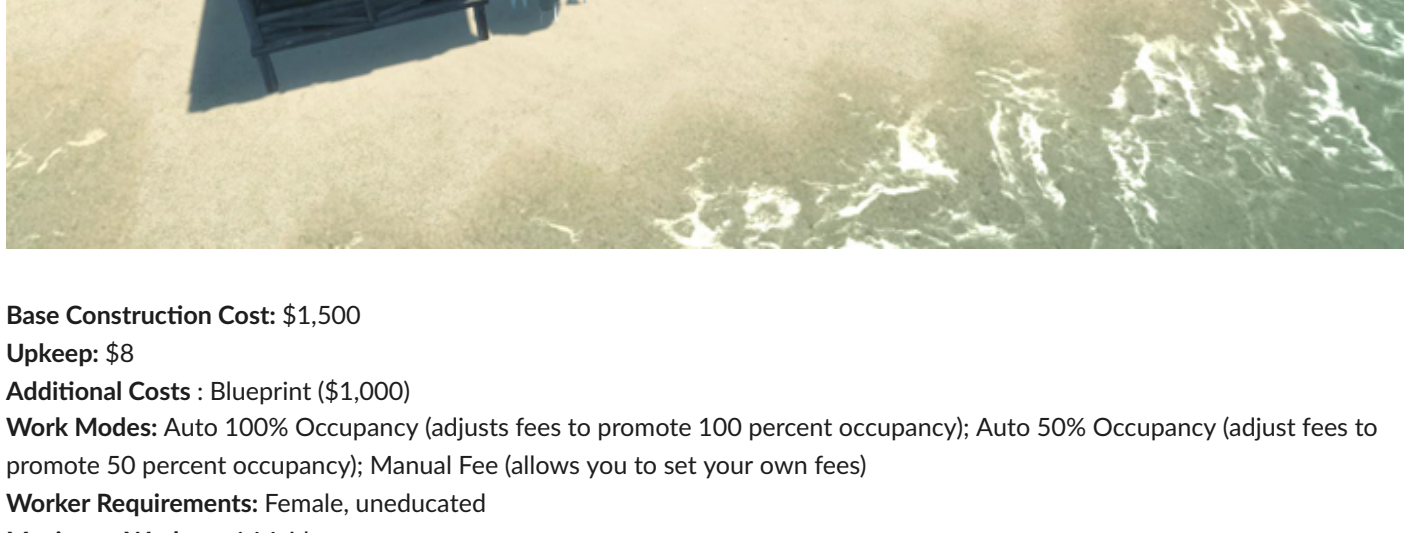 Base Construction Cost: $1,500
Upkeep: $8
Additional Costs : Blueprint ($1,000)
Work Modes: Auto 100% Occupancy (adjusts fees to promote 100 percent occupancy); Auto 50% Occupancy (adjust fees to
promote 50 percent occupancy); Manual Fee (allows you to set your own fees)
Worker Requirements: Female, uneducated